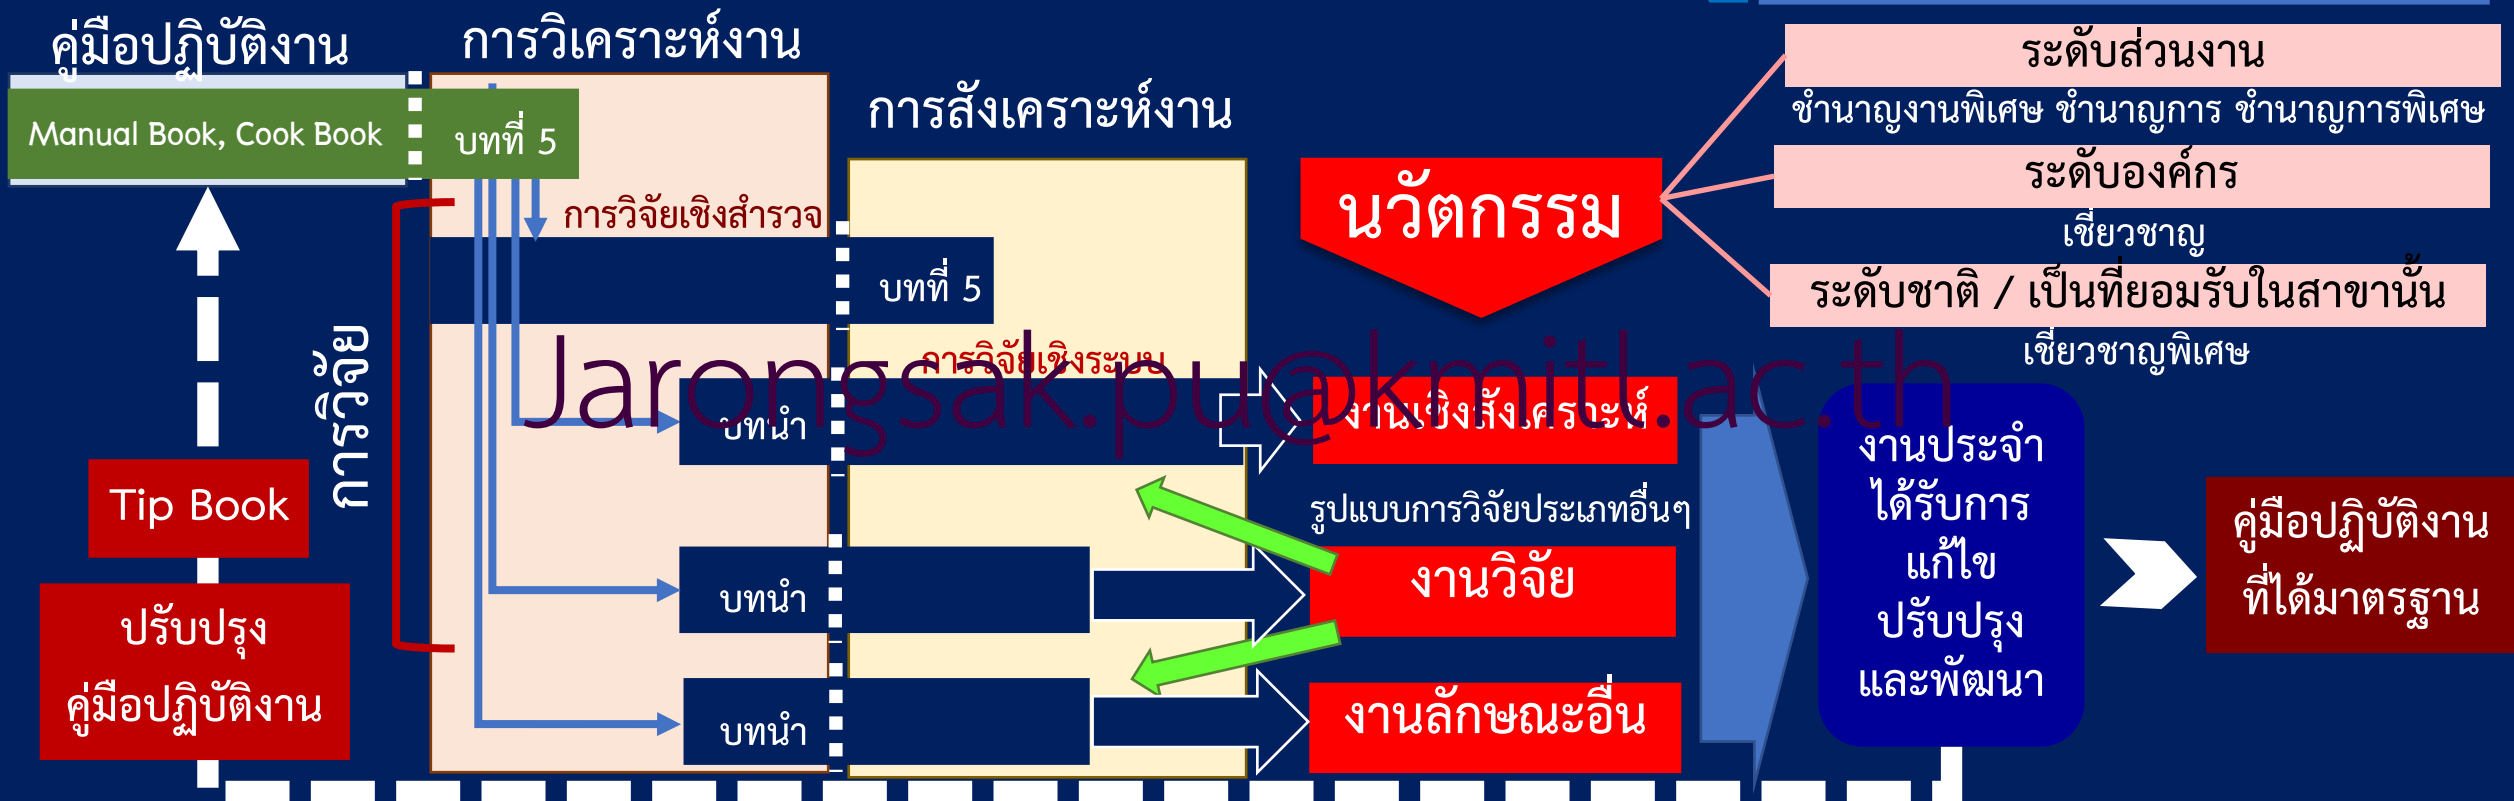 คู่มือปฏิบัติงาน
การวิเคราะห์งาน
การสังเคราะห์งาน
Manual Book, Cook Book
บทที่ 5
การวิจัยเชิงสำรวจ
บทที่ 5
การวิจัยเชิงระบบ
การวิจัย
บทนำ
บทนำ
บทนำ
Tip Book
ปรับปรุง
คู่มือปฏิบัติงาน
นวัตกรรม
ระดับส่วนงาน
ชำนาญงานพิเศษ ชำนาญการ ชำนาญการพิเศษ
ระดับองค์กร
เชี่ยวชาญ
ระดับชาติ / เป็นที่ยอมรับในสาขานั้น
เชี่ยวชาญพิเศษ
Jarongsak.pu@kmitl.ac.th
งานเชิงสังเคราะห์
รูปแบบการวิจัยประเภทอื่นๆ
งานวิจัย
งานลักษณะอื่น
งานประจำ
ได้รับการ
แก้ไข
ปรับปรุง
และพัฒนา
คู่มือปฏิบัติงาน
ที่ได้มาตรฐาน